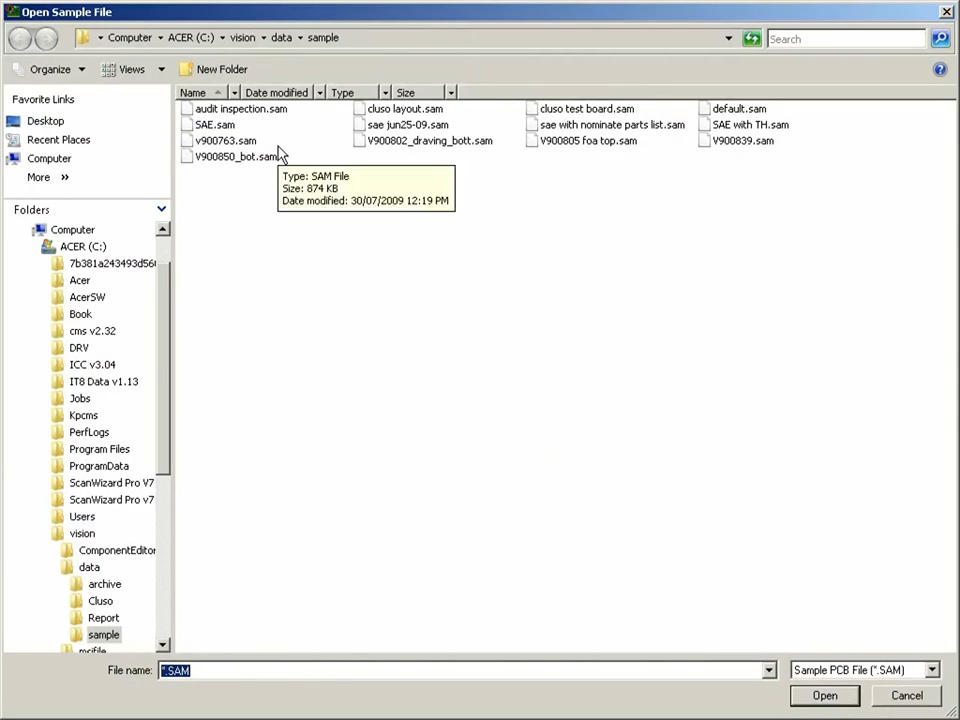 Open Sample File
Computer ACER (C:) vision data sample
Search
Organize Views New Folder
Favorite Links
Desktop
Recent Places
Computer
More »
Folders
Computer
ACER (C:)
Acer
AcerSW
Book
cms v2.32
DRV
ICC v3.04
IT8 Data v1.13
Jobs
Kpcms
PerfLogs
Program Files
ProgramData
ScanWizard Pro V7
ScanWizard Pro v7
Users
vision
ComponentEditor
data
archive
Cluso
Report
sample
Name Date modified Type Size
audit inspection.sam cluso layout.sam cluso test board.sam default.sam
SAE.sam sae jun25-09.sam sae with nominate parts list.sam SAE with TH.sam
v900763.sam V900802_draving_bott.sam V900805 foa top.sam V900839.sam
V900850_bot.sam
Type: SAM File
Size: 874 KB
Date modified: 30/07/2009 12:19 PM
File name: *.SAM Sample PCB File (*.SAM)
Open Cancel